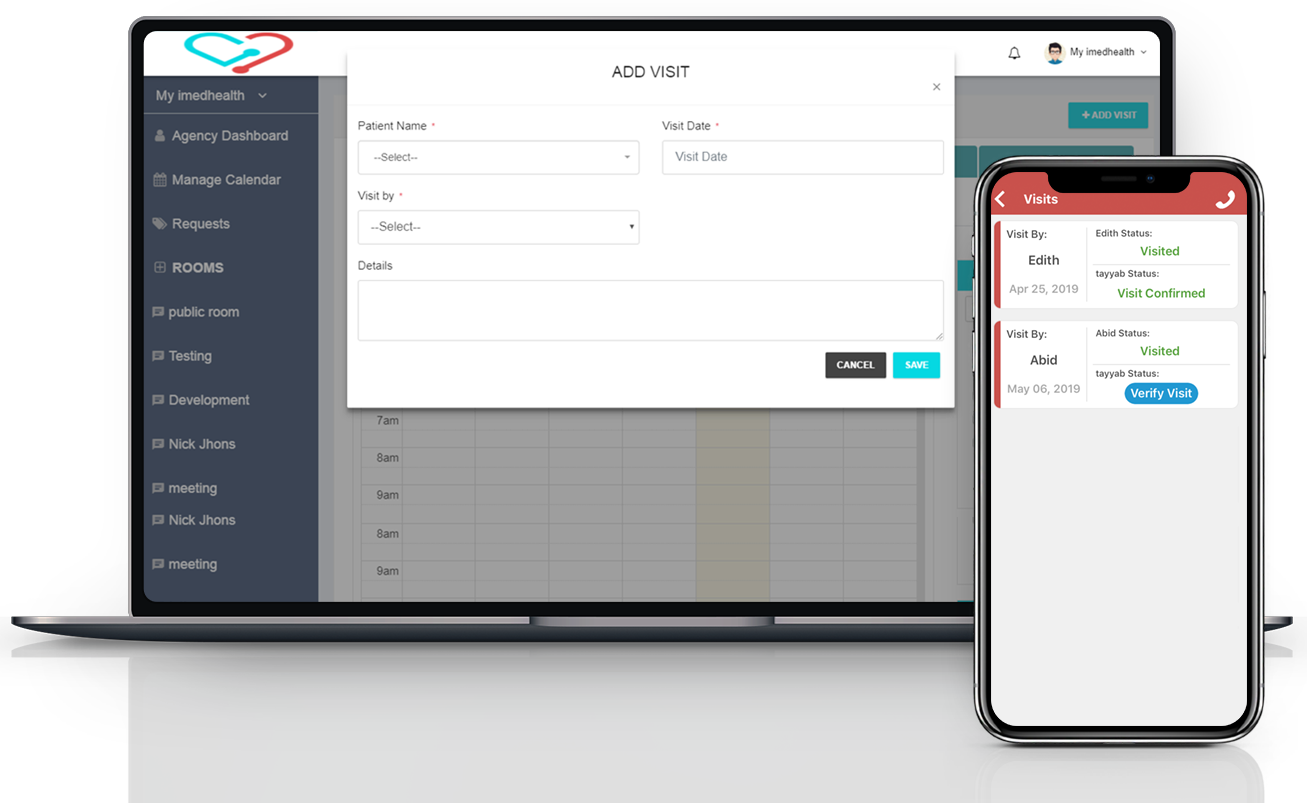 My imedhealth
My imedhealth
Agency Dashboard
Manage Calendar
Requests
ROOMS
public room
Testing
Development
Nick Jhons
meeting
Nick Jhons
meeting
ADD VISIT
×
Patient Name *
--Select--
Visit Date *
Visit Date
Visit by *
--Select--
Details
CANCEL
SAVE
+ ADD VISIT
7am
8am
9am
8am
9am
Visits
Visit By:
Edith
Apr 25, 2019
Edith Status:
Visited
tayyab Status:
Visit Confirmed
Visit By:
Abid
May 06, 2019
Abid Status:
Visited
tayyab Status:
Verify Visit